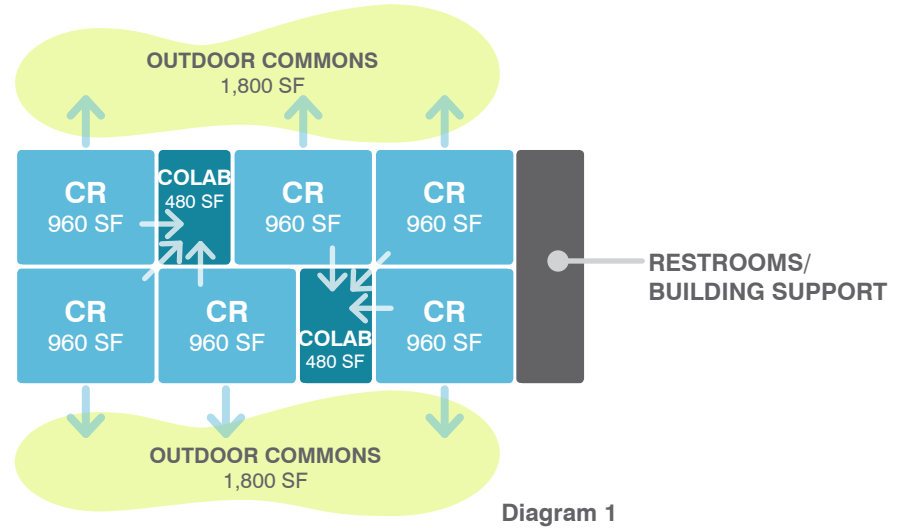 OUTDOOR COMMONS
1,800 SF
CR
960 SF
COLAB
480 SF
CR
960 SF
CR
960 SF
RESTROOMS/
BUILDING SUPPORT
CR
960 SF
CR
960 SF
COLAB
480 SF
CR
960 SF
OUTDOOR COMMONS
1,800 SF
Diagram 1